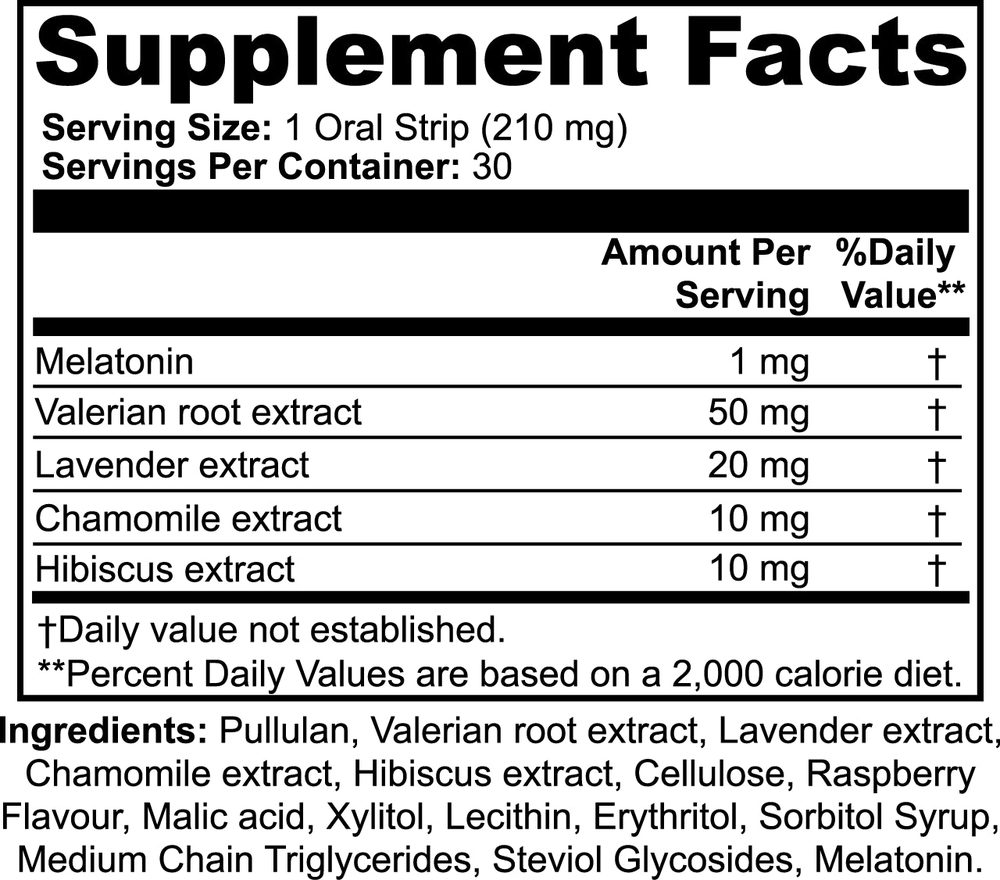 Supplement Facts
Serving Size: 1 Oral Strip (210 mg)
Servings Per Container: 30
Amount Per %Daily
Serving Value**
Melatonin 1 mg †
Valerian root extract 50 mg †
Lavender extract 20 mg †
Chamomile extract 10 mg †
Hibiscus extract 10 mg †
†Daily value not established.
**Percent Daily Values are based on a 2,000 calorie diet.
Ingredients: Pullulan, Valerian root extract, Lavender extract,
Chamomile extract, Hibiscus extract, Cellulose, Raspberry
Flavour, Malic acid, Xylitol, Lecithin, Erythritol, Sorbitol Syrup,
Medium Chain Triglycerides, Steviol Glycosides, Melatonin.